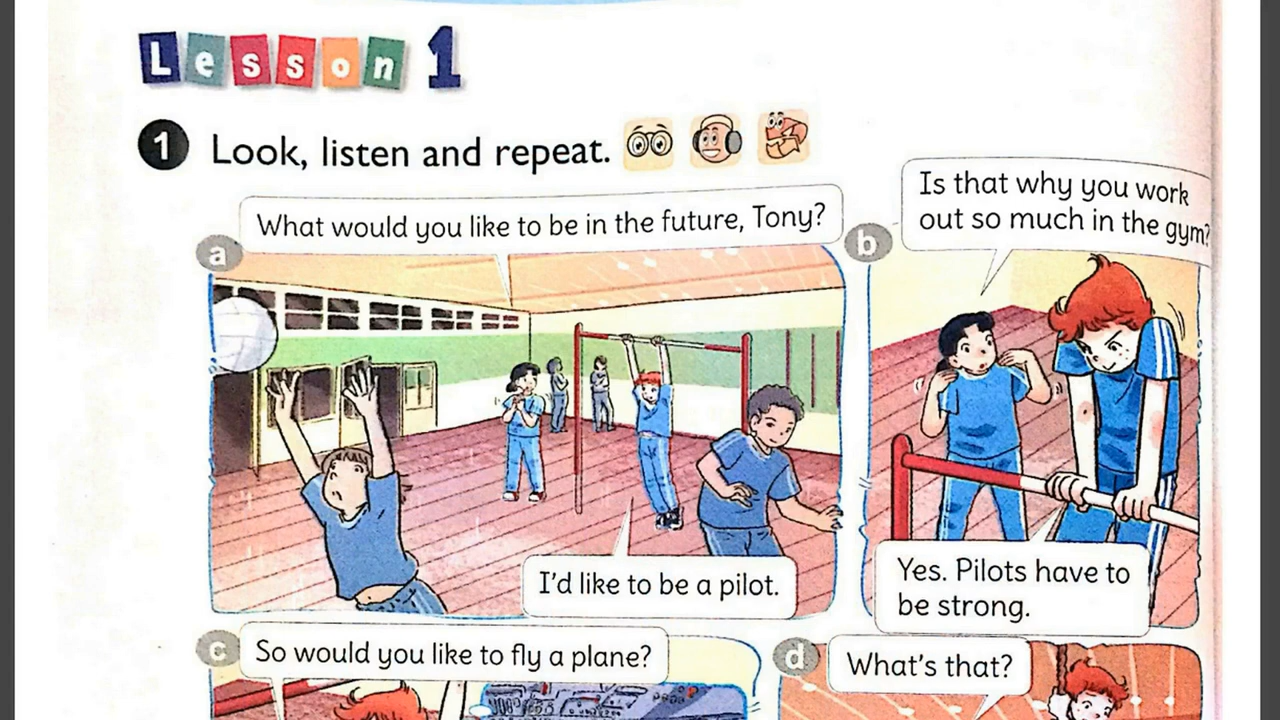 Lesson 1
1 Look, listen and repeat.
a
What would you like to be in the future, Tony?
I'd like to be a pilot.
b
Is that why you work
out so much in the gym?
Yes. Pilots have to
be strong.
c
So would you like to fly a plane?
d
What's that?